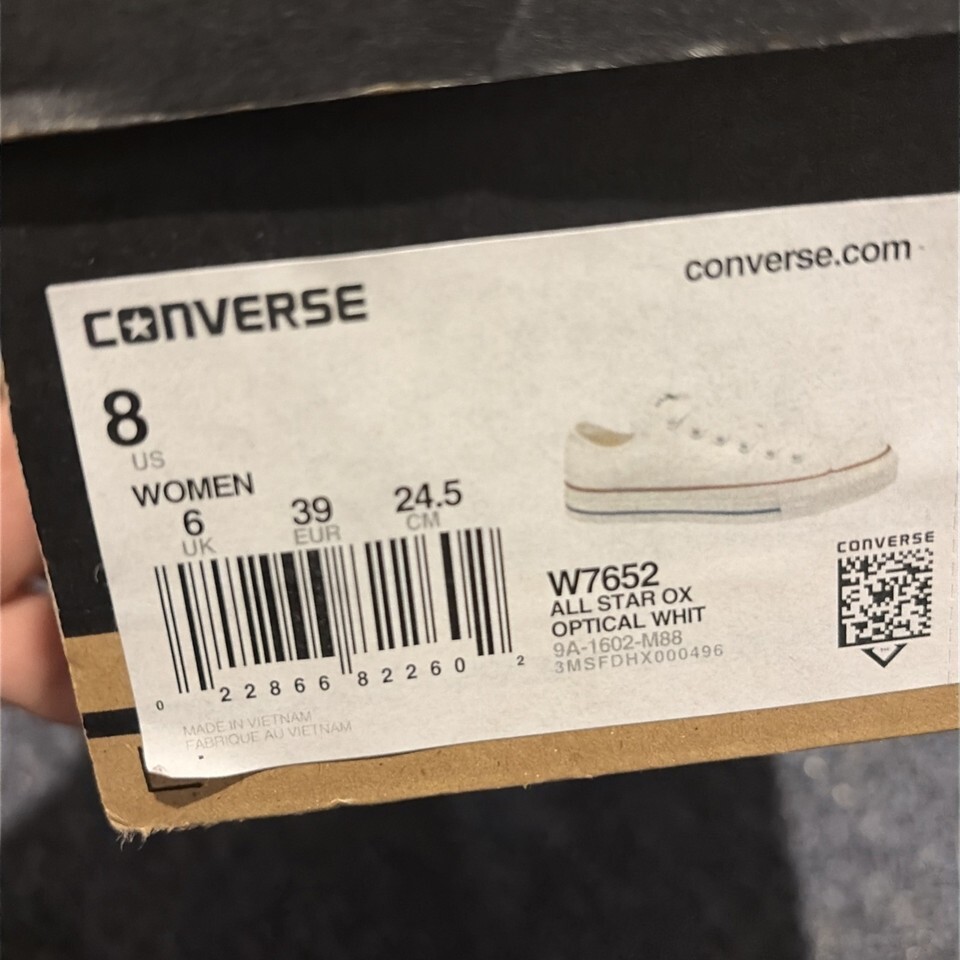 CONVERSE
converse.com
8
US
WOMEN
6 39 24.5
UK EUR CM
W7652
ALL STAR OX
OPTICAL WHIT
9A-1602-M88
3MSFDHX000496
CONVERSE
0 22866 82260 2
MADE IN VIETNAM
FABRIQUE AU VIETNAM